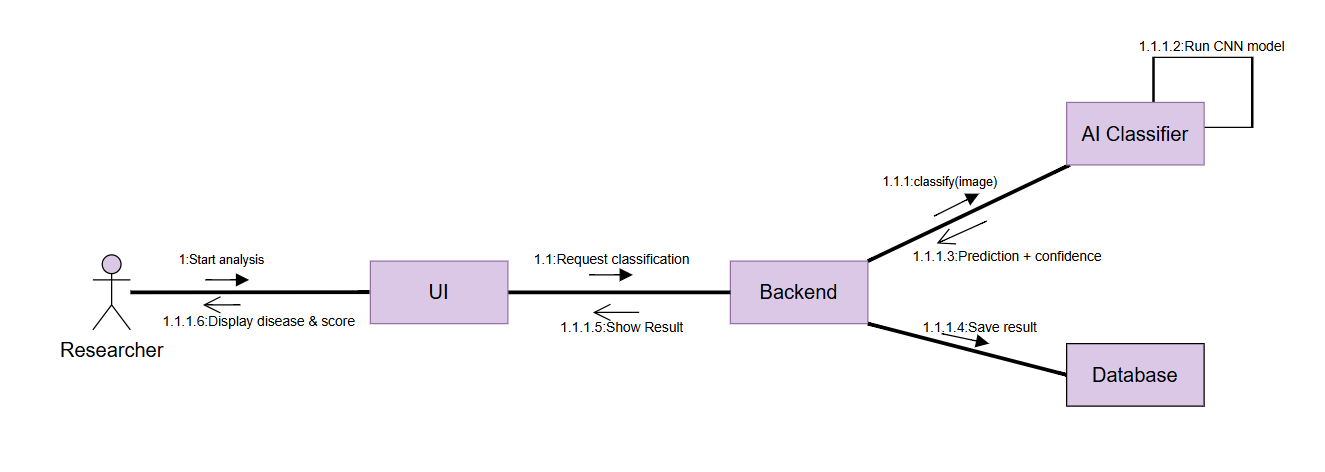 1.1.1.2:Run CNN model
AI Classifier
1.1.1:classify(image)
1.1.1.3:Prediction + confidence
1:Start analysis
1.1:Request classification
UI
Backend
1.1.1.6:Display disease & score
1.1.1.5:Show Result
1.1.1.4:Save result
Researcher
Database